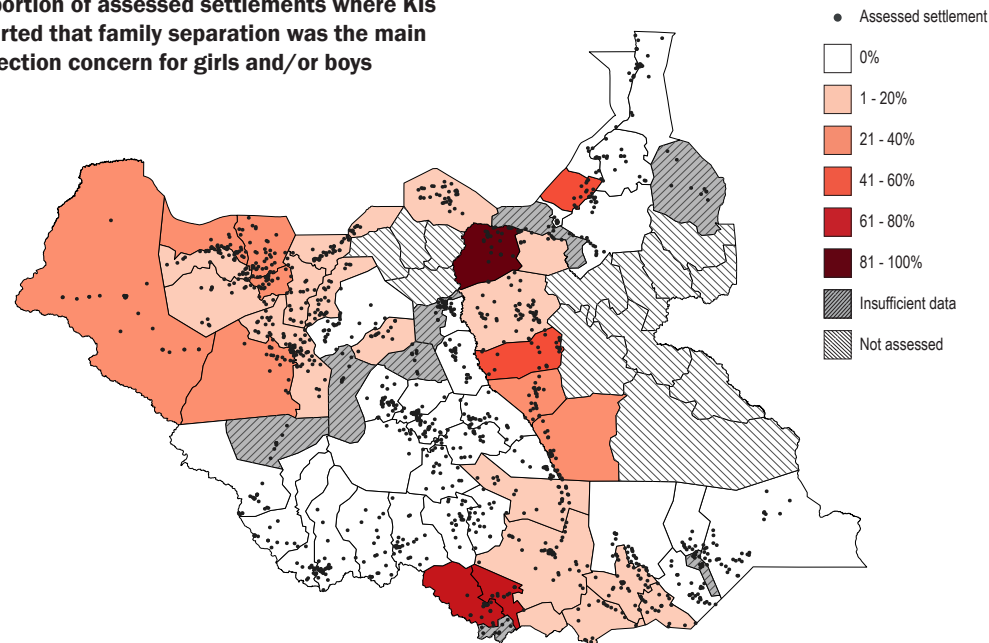 ortion of assessed settlements where KIs
rted that family separation was the main
ection concern for girls and/or boys
Assessed settlement
0%
1 - 20%
21 - 40%
41 - 60%
61 - 80%
81 - 100%
Insufficient data
Not assessed